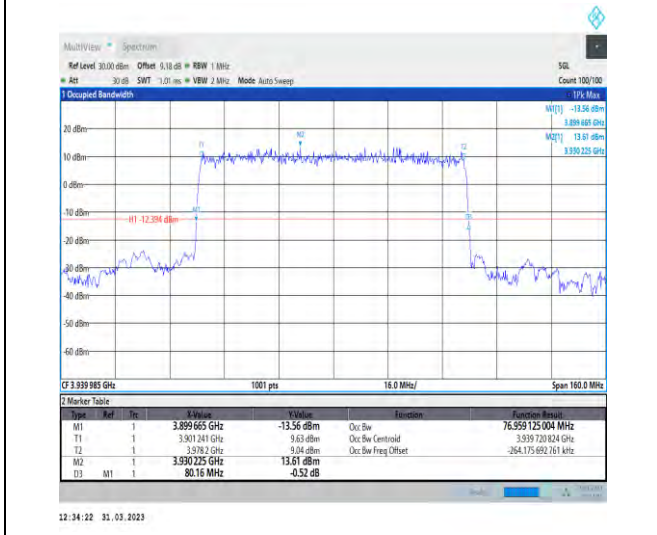 MultiView Spectrum
Ref Level 30.00 dBm Offset 9.18 dB RBW 1 MHz SGL
Att 30 dB SWT 1.01 ms VBW 2 MHz Mode Auto Sweep Count 100/100
1 Occupied Bandwidth 1Pk Max
M1[1] -13.56 dBm
3.899 665 GHz
M2[1] 13.61 dBm
3.930 225 GHz
20 dBm
M2
T1 T2
10 dBm
0 dBm
-10 dBm
M1
H1 -12.394 dBm
D3
-20 dBm
-30 dBm
-40 dBm
-50 dBm
-60 dBm
CF 3.939 985 GHz 1001 pts 16.0 MHz/ Span 160.0 MHz
2 Marker Table
Type Ref Trc X-Value Y-Value Function Function Result
M1 1 3.899 665 GHz -13.56 dBm Occ Bw 76.959 125 004 MHz
T1 1 3.901 241 GHz 9.63 dBm Occ Bw Centroid 3.939 720 824 GHz
T2 1 3.978 2 GHz 9.04 dBm Occ Bw Freq Offset -264.175 692 761 kHz
M2 1 3.930 225 GHz 13.61 dBm
D3 M1 1 80.16 MHz -0.52 dB
12:34:22 31.03.2023